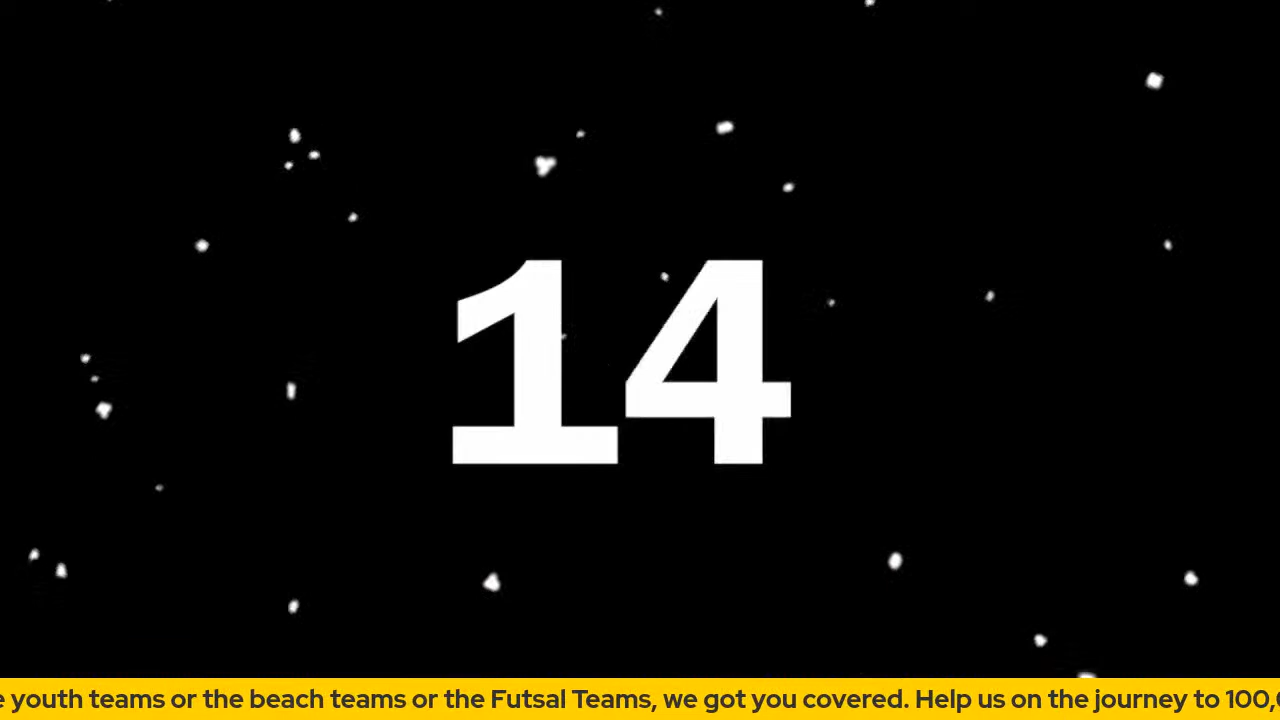 14
youth teams or the beach teams or the Futsal Teams, we got you covered. Help us on the journey to